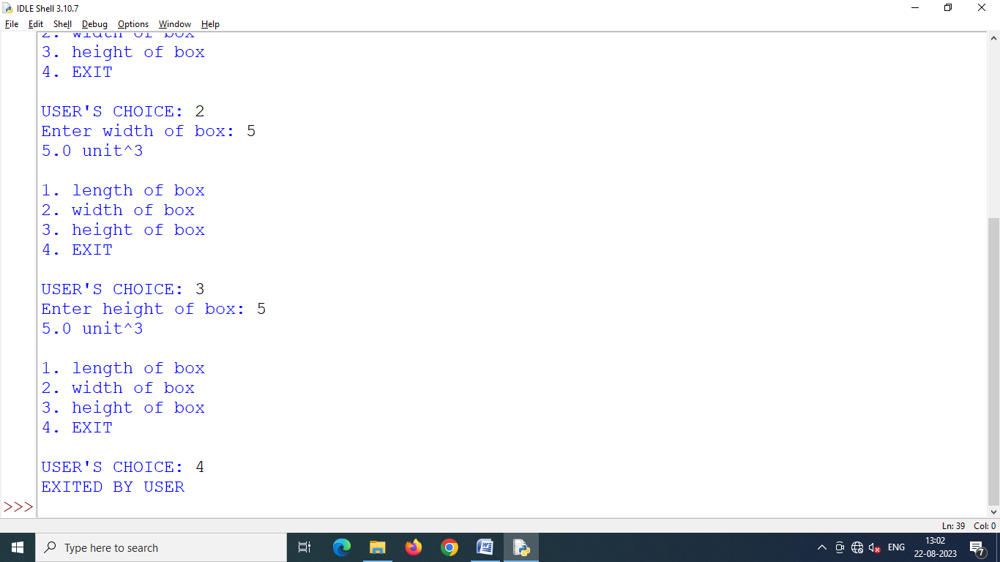 IDLE Shell 3.10.7
File Edit Shell Debug Options Window Help
2. width of box
3. height of box
4. EXIT
USER'S CHOICE: 2
Enter width of box: 5
5.0 unit^3
1. length of box
2. width of box
3. height of box
4. EXIT
USER'S CHOICE: 3
Enter height of box: 5
5.0 unit^3
1. length of box
2. width of box
3. height of box
4. EXIT
USER'S CHOICE: 4
EXITED BY USER
>>>
Ln: 39 Col: 0
Type here to search
ENG
13:02
22-08-2023
7